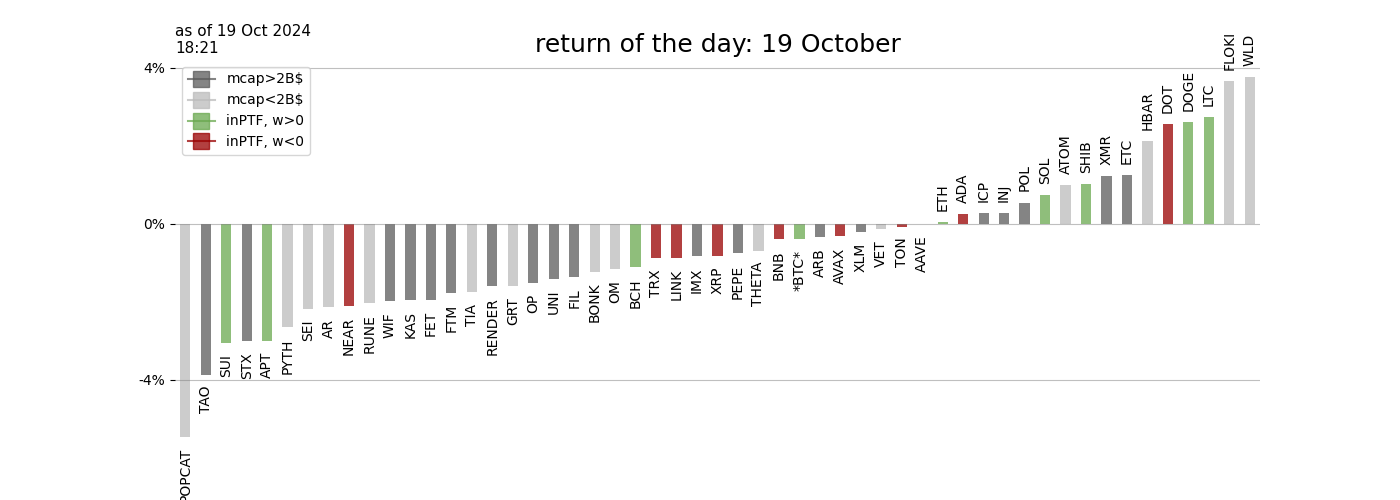 as of 19 Oct 2024
18:21
return of the day: 19 October
4%
0%
-4%
mcap>2B$
mcap<2B$
inPTF, w>0
inPTF, w<0
POPCAT
TAO
SUI
STX
APT
PYTH
SEI
AR
NEAR
RUNE
WIF
KAS
FET
FTM
TIA
RENDER
GRT
OP
UNI
FIL
BONK
OM
BCH
TRX
LINK
IMX
XRP
PEPE
THETA
BNB
*BTC*
ARB
AVAX
XLM
VET
TON
AAVE
ETH
ADA
ICP
INJ
POL
SOL
ATOM
SHIB
XMR
ETC
HBAR
DOT
DOGE
LTC
FLOKI
WLD